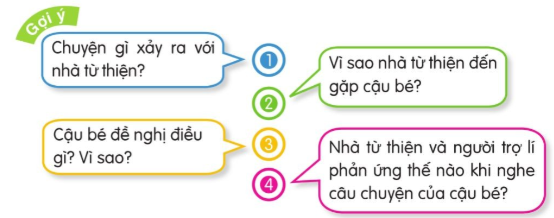 Gợi ý
Chuyện gì xảy ra với
nhà từ thiện?
1
Vì sao nhà từ thiện đến
gặp cậu bé?
2
Cậu bé đề nghị điều
gì? Vì sao?
3
Nhà từ thiện và người trợ lí
phản ứng thế nào khi nghe
câu chuyện của cậu bé?
4